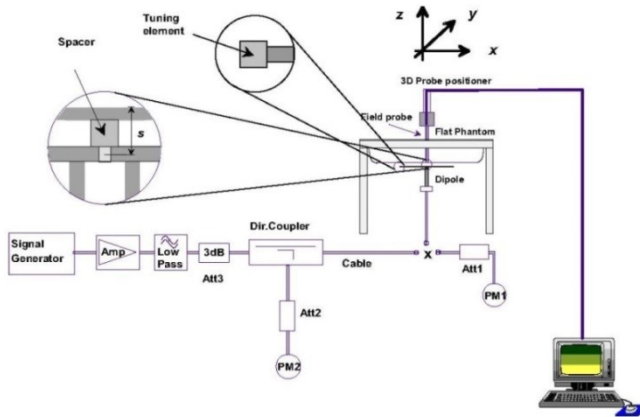 Tuning
element
Spacer
s
z
y
x
3D Probe positioner
Field probe
Flat Phantom
Dipole
Signal
Generator
Amp
Low
Pass
3dB
Att3
Dir.Coupler
Cable
X
Att1
PM1
Att2
PM2